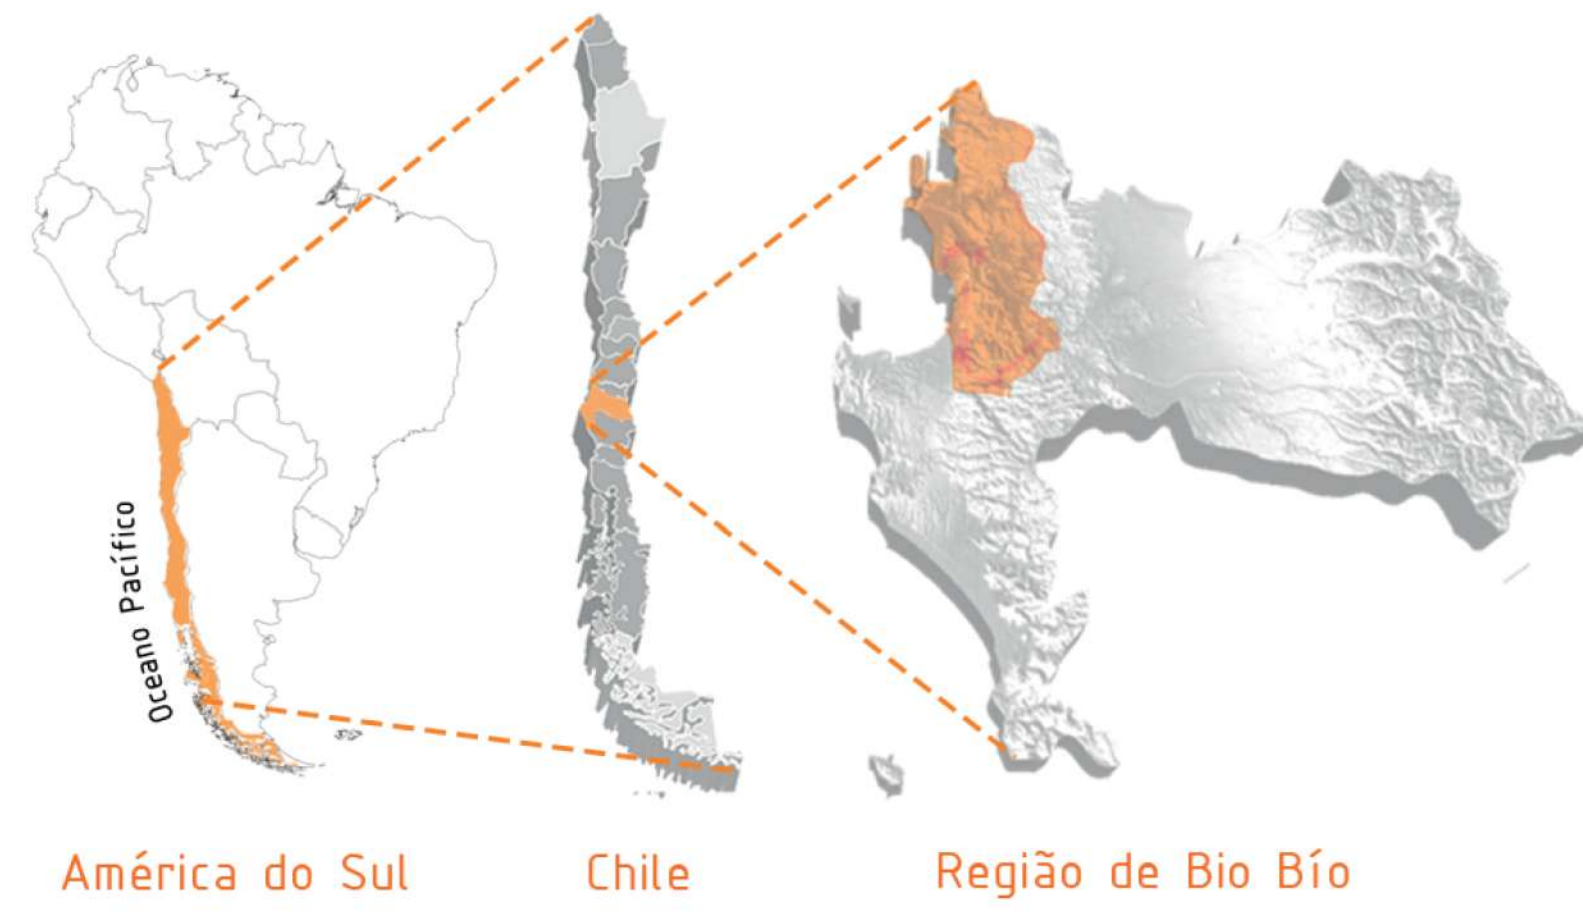 Oceano Pacífico
América do Sul
Chile
Região de Bio Bío